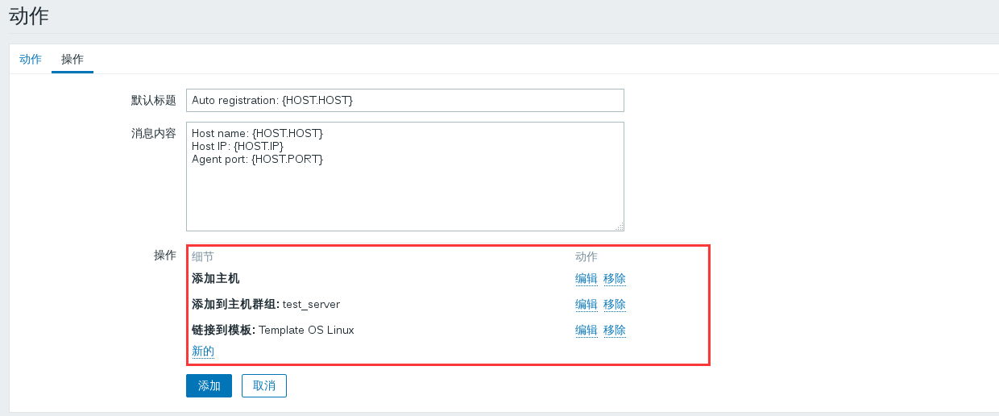 动作
动作 操作
默认标题 Auto registration: {HOST.HOST}
消息内容 Host name: {HOST.HOST}
Host IP: {HOST.IP}
Agent port: {HOST.PORT}
操作 细节 动作
添加主机 编辑 移除
添加到主机群组: test_server 编辑 移除
链接到模板: Template OS Linux 编辑 移除
新的
添加 取消